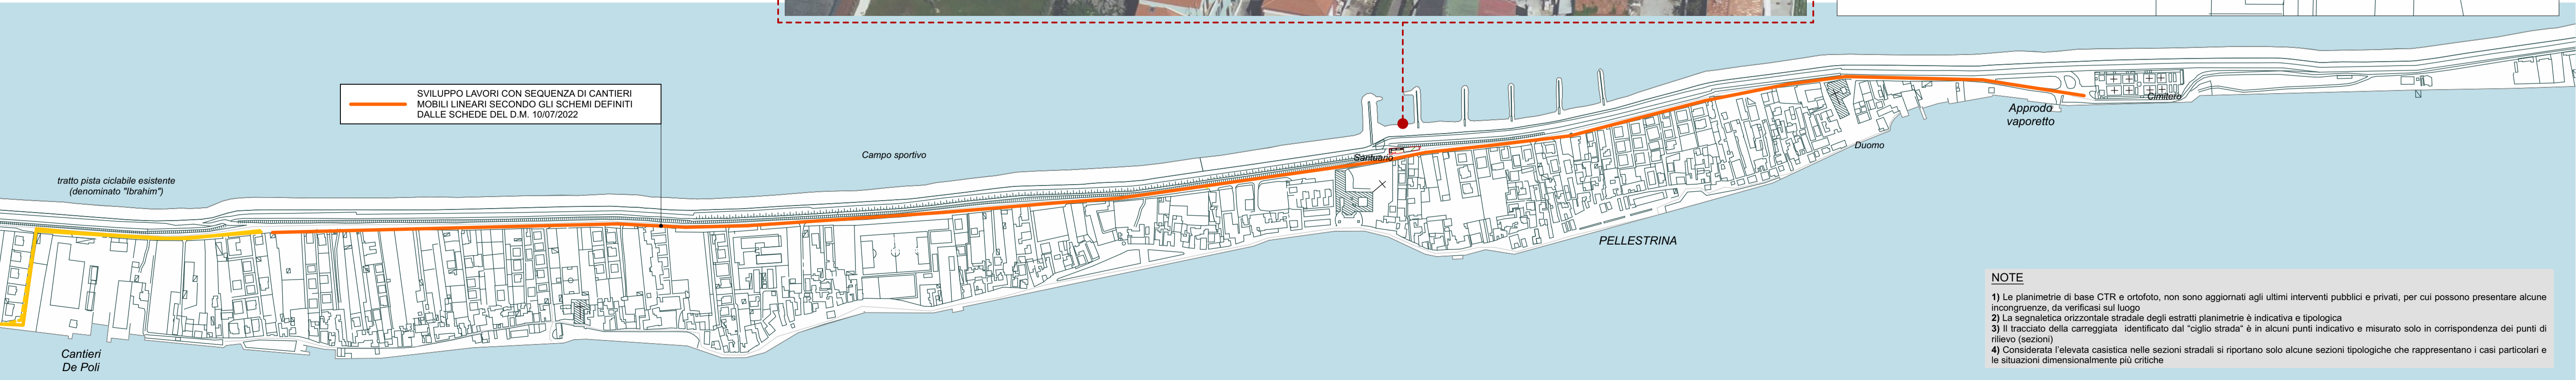 SVILUPPO LAVORI CON SEQUENZA DI CANTIERI
MOBILI LINEARI SECONDO GLI SCHEMI DEFINITI
DALLE SCHEDE DEL D.M. 10/07/2022
tratto pista ciclabile esistente
(denominato "Ibrahim")
Campo sportivo
Santuario
Duomo
Approdo
vaporetto
Cimitero
PELLESTRINA
Cantieri
De Poli
NOTE
1) Le planimetrie di base CTR e ortofoto, non sono aggiornati agli ultimi interventi pubblici e privati, per cui possono presentare alcune
incongruenze, da verificasi sul luogo
2) La segnaletica orizzontale stradale degli estratti planimetrie è indicativa e tipologica
3) Il tracciato della carreggiata identificato dal "ciglio strada" è in alcuni punti indicativo e misurato solo in corrispondenza dei punti di
rilievo (sezioni)
4) Considerata l'elevata casistica nelle sezioni stradali si riportano solo alcune sezioni tipologiche che rappresentano i casi particolari e
le situazioni dimensionalmente più critiche